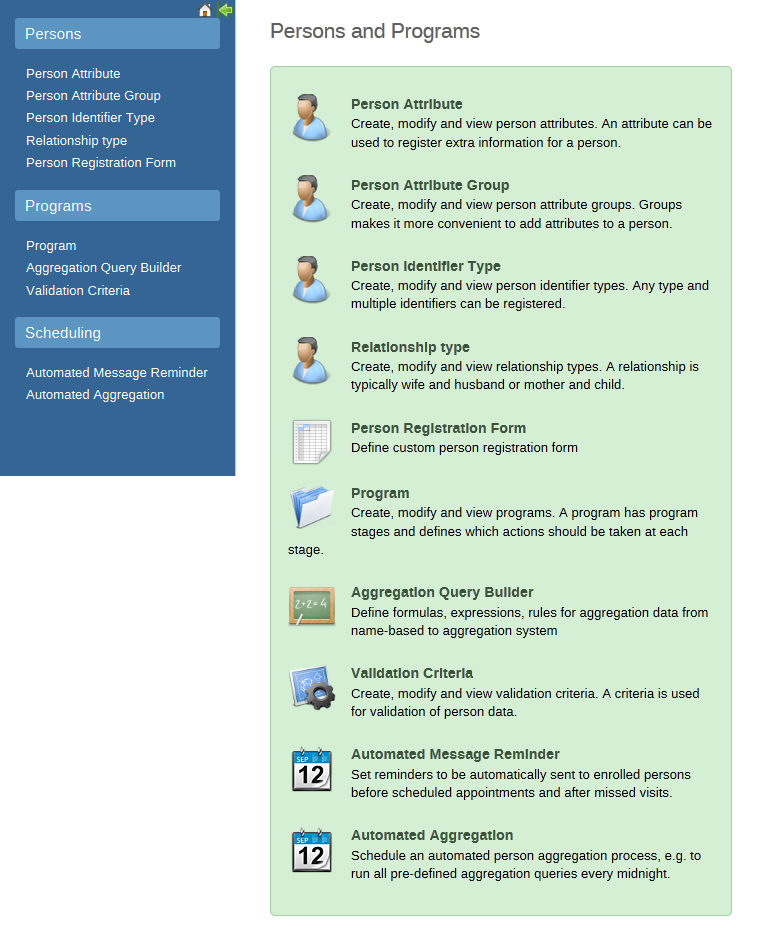 Persons
Person Attribute
Person Attribute Group
Person Identifier Type
Relationship type
Person Registration Form
Programs
Program
Aggregation Query Builder
Validation Criteria
Scheduling
Automated Message Reminder
Automated Aggregation
Persons and Programs
Person Attribute
Create, modify and view person attributes. An attribute can be
used to register extra information for a person.
Person Attribute Group
Create, modify and view person attribute groups. Groups
makes it more convenient to add attributes to a person.
Person Identifier Type
Create, modify and view person identifier types. Any type and
multiple identifiers can be registered.
Relationship type
Create, modify and view relationship types. A relationship is
typically wife and husband or mother and child.
Person Registration Form
Define custom person registration form
Program
Create, modify and view programs. A program has program
stages and defines which actions should be taken at each
stage.
2+2=4
Aggregation Query Builder
Define formulas, expressions, rules for aggregation data from
name-based to aggregation system
Validation Criteria
Create, modify and view validation criteria. A criteria is used
for validation of person data.
SEP
12
Automated Message Reminder
Set reminders to be automatically sent to enrolled persons
before scheduled appointments and after missed visits.
SEP
12
Automated Aggregation
Schedule an automated person aggregation process, e.g. to
run all pre-defined aggregation queries every midnight.